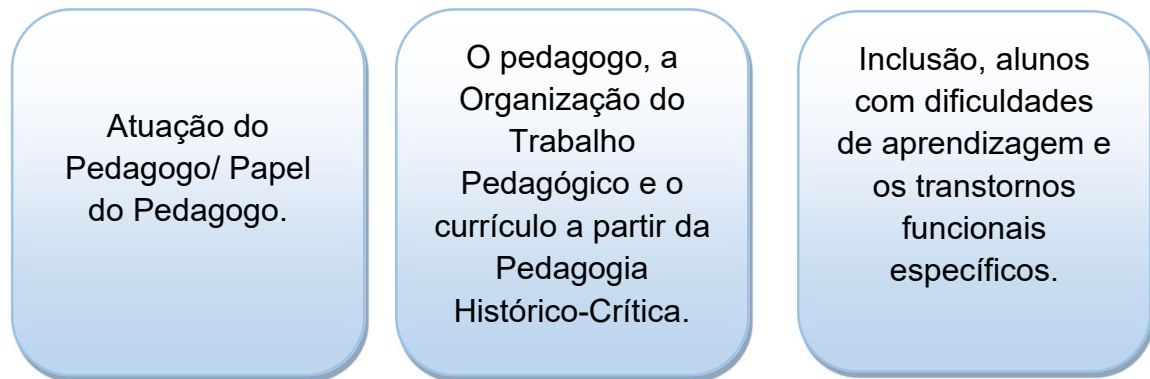 Atuação do
Pedagogo/ Papel
do Pedagogo.
O pedagogo, a
Organização do
Trabalho
Pedagógico e o
currículo a partir da
Pedagogia
Histórico-Crítica.
Inclusão, alunos
com dificuldades
de aprendizagem e
os transtornos
funcionais
específicos.